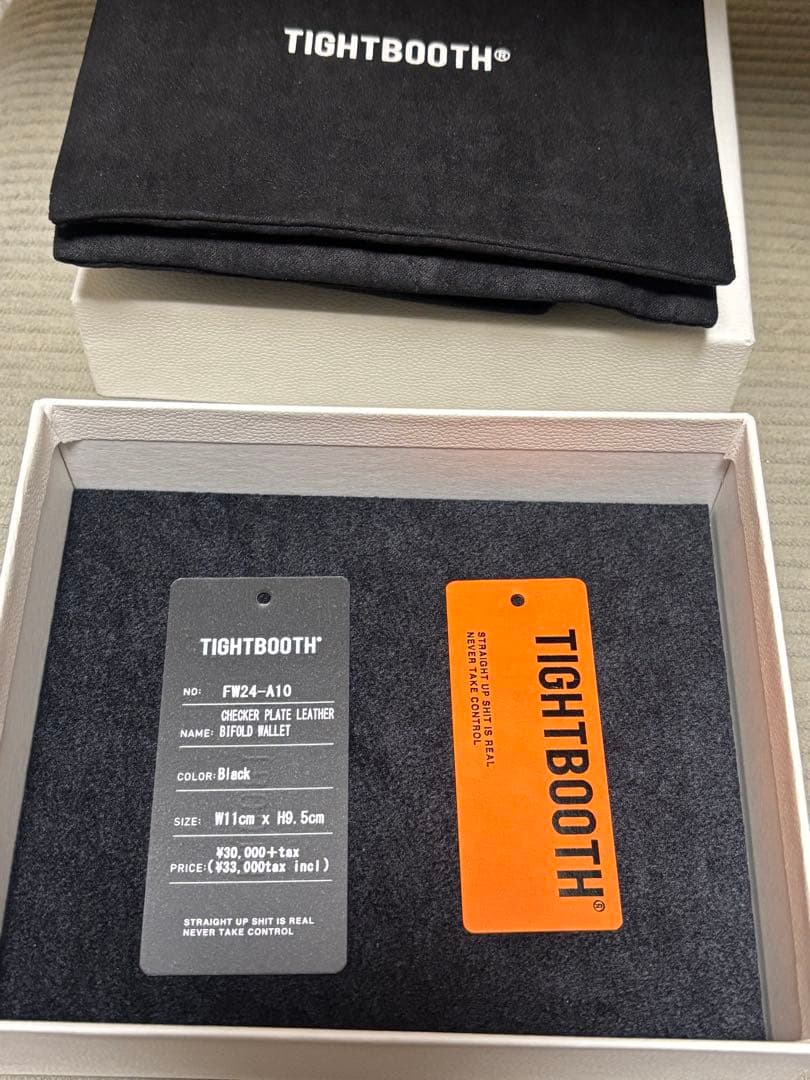 TIGHTBOOTH®
TIGHTBOOTH®
NO: FW24-A10
CHECKER PLATE LEATHER
NAME: BIFOLD WALLET
COLOR: Black
SIZE: W11cm x H9.5cm
¥30,000+tax
PRICE: (¥33,000tax incl)
STRAIGHT UP SHIT IS REAL
NEVER TAKE CONTROL
TIGHTBOOTH®
STRAIGHT UP SHIT IS REAL
NEVER TAKE CONTROL